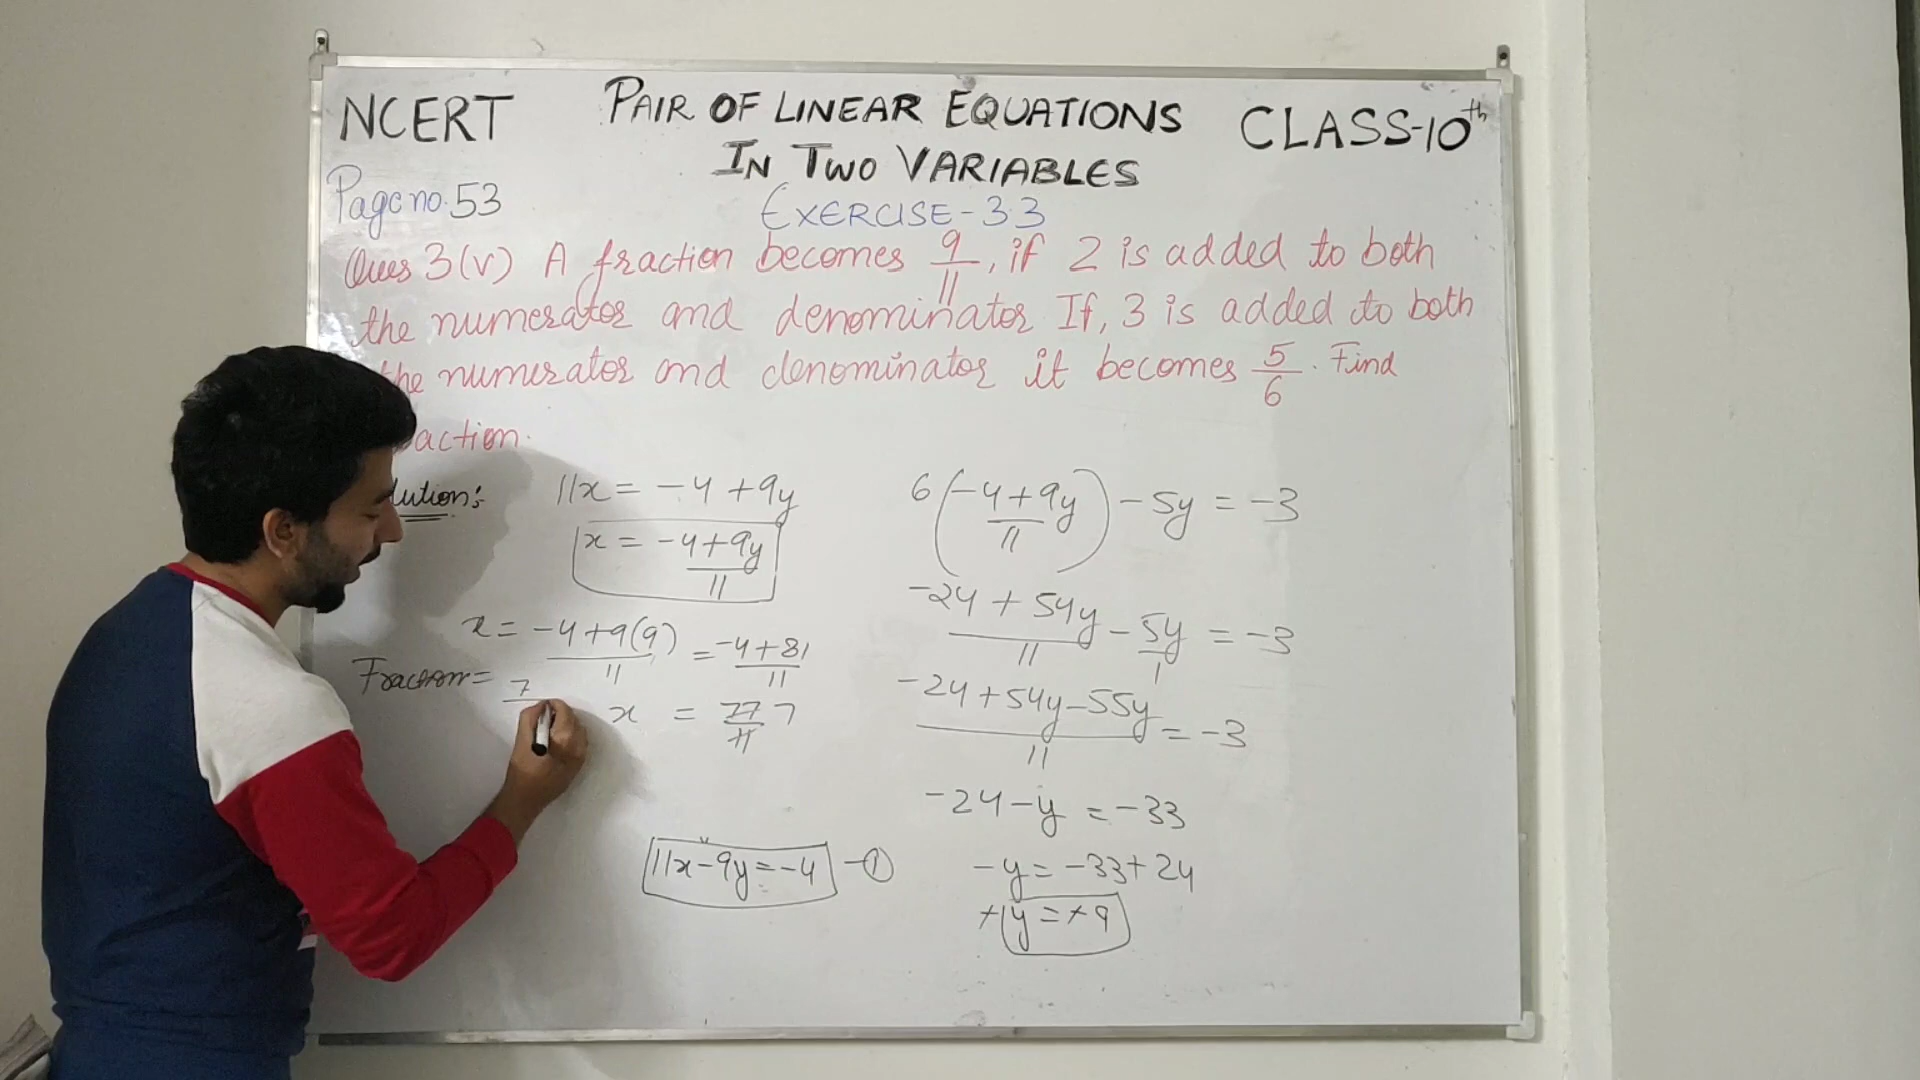 NCERT PAIR OF LINEAR EQUATIONS CLASS-10th
IN TWO VARIABLES
Page no. 53
EXERCISE-3.3
Ques 3(v) A fraction becomes 9/11, if 2 is added to both
the numerator and denominator If, 3 is added to both
the numerator and denominator it becomes 5/6. Find
action.
lution:
11x = -4 + 9y
x = -4+9y/11
x = -4+9(9)/11 = -4+81/11
Fraction = 7/
x = 77/11 7
11x-9y=-4 -①
6(-4+9y/11) - 5y = -3
-24 + 54y/11 - 5y/1 = -3
-24+54y-55y/11 = -3
-24-y = -33
-y = -33+24
+y = +9